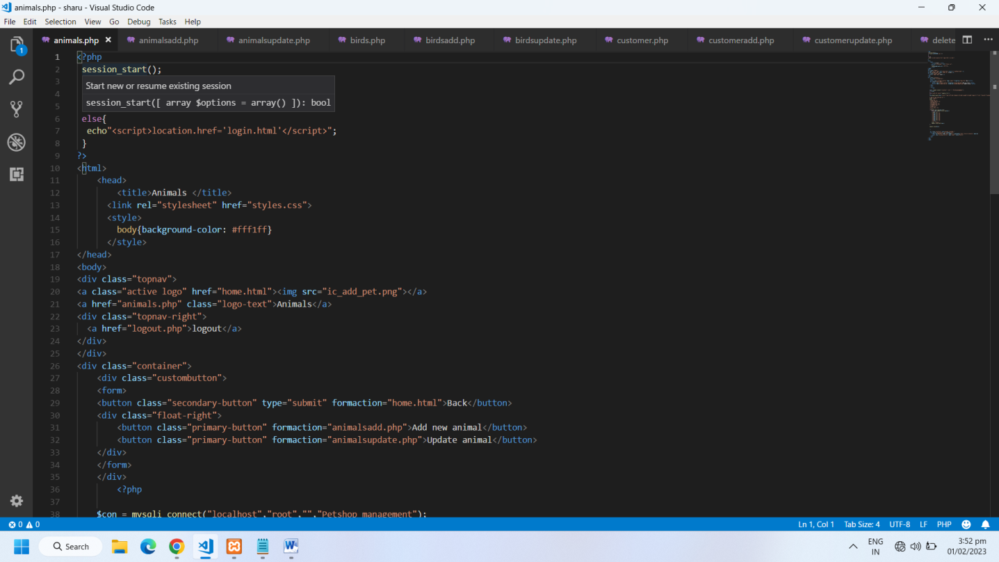 animals.php - sharu - Visual Studio Code
File Edit Selection View Go Debug Tasks Help
1
animals.php animalsadd.php animalsupdate.php birds.php birdsadd.php birdsupdate.php customer.php customeradd.php customerupdate.php delete
1 <?php
2 session_start();
3 Start new or resume existing session
4
5 session_start([ array $options = array() ]): bool
6 else{
7 echo"<script>location.href='login.html'</script>";
8 }
9 ?>
10 <html>
11 <head>
12 <title>Animals </title>
13 <link rel="stylesheet" href="styles.css">
14 <style>
15 body{background-color: #fff1ff}
16 </style>
17 </head>
18 <body>
19 <div class="topnav">
20 <a class="active logo" href="home.html"><img src="ic_add_pet.png"></a>
21 <a href="animals.php" class="logo-text">Animals</a>
22 <div class="topnav-right">
23 <a href="logout.php">logout</a>
24 </div>
25 </div>
26 <div class="container">
27 <div class="custombutton">
28 <form>
29 <button class="secondary-button" type="submit" formaction="home.html">Back</button>
30 <div class="float-right">
31 <button class="primary-button" formaction="animalsadd.php">Add new animal</button>
32 <button class="primary-button" formaction="animalsupdate.php">Update animal</button>
33 </div>
34 </form>
35 </div>
36 <?php
37
38 $con = mysqli_connect("localhost","root","","Petshop_management");
0 0 Ln 1, Col 1 Tab Size: 4 UTF-8 LF PHP
Search ENG 3:52 pm
IN 01/02/2023